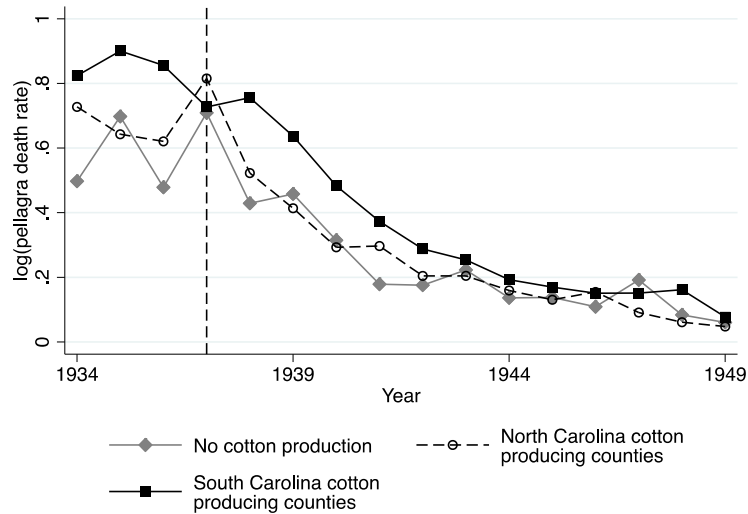 log(pellagra death rate)
1
.8
.6
.4
.2
0
1934
1939
1944
1949
Year
No cotton production
North Carolina cotton
producing counties
South Carolina cotton
producing counties